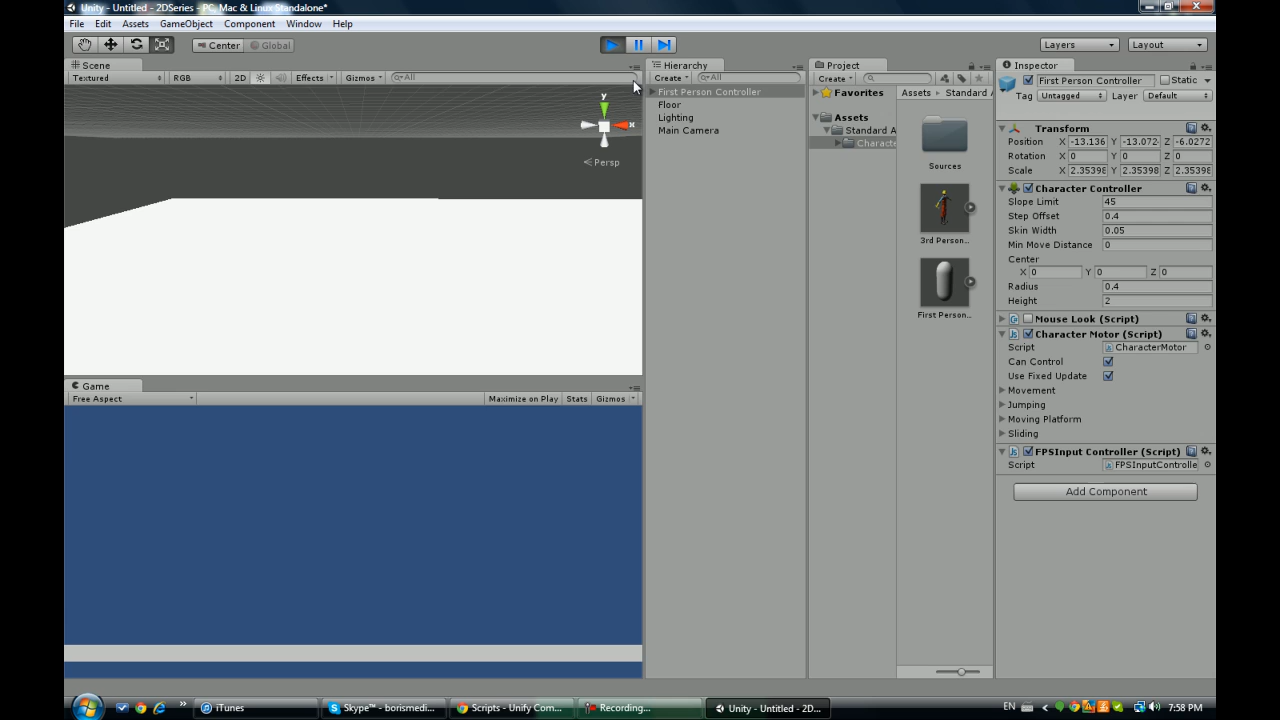 Unity - Untitled - 2DSeries - PC, Mac & Linux Standalone*
File Edit Assets GameObject Component Window Help
Center Global Layers Layout
Scene Hierarchy Project Inspector
Textured RGB 2D Effects Gizmos All
Create All
Create
First Person Controller Static
Tag Untagged Layer Default
First Person Controller
Floor
Lighting
Main Camera
Favorites
Assets
Standard A
Characte
Assets Standard A
Sources
3rd Person...
First Person..
y
x
Persp
Transform
Position X -13.136 Y -13.072 Z -6.0272
Rotation X 0 Y 0 Z 0
Scale X 2.35398 Y 2.35398 Z 2.35398
Character Controller
Slope Limit 45
Step Offset 0.4
Skin Width 0.05
Min Move Distance 0
Center
X 0 Y 0 Z 0
Radius 0.4
Height 2
Mouse Look (Script)
Character Motor (Script)
Script CharacterMotor
Can Control
Use Fixed Update
Movement
Jumping
Moving Platform
Sliding
FPSInput Controller (Script)
Script FPSInputControlle
Add Component
Game
Free Aspect Maximize on Play Stats Gizmos
iTunes Skype™ - borismedi... Scripts - Unify Com... Recording... Unity - Untitled - 2D... EN 7:58 PM